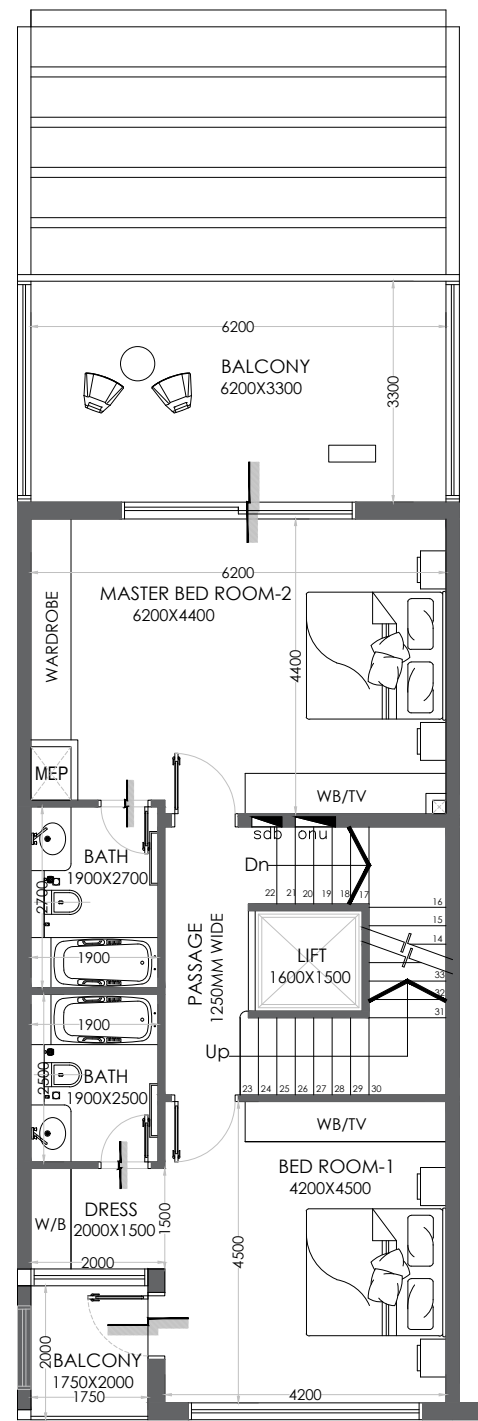 6200
BALCONY
6200X3300
3300
6200
MASTER BED ROOM-2
6200X4400
WARDROBE
4400
MEP
WB/TV
sdb
onu
BATH
1900X2700
2700
Dn
22
21
20
19
18
17
16
15
14
1900
PASSAGE
1250MM WIDE
LIFT
1600X1500
33
32
31
1900
Up
BATH
1900X2500
2500
23
24
25
26
27
28
29
30
WB/TV
BED ROOM-1
4200X4500
W/B
DRESS
2000X1500
1500
2000
4500
2000
BALCONY
1750X2000
1750
4200